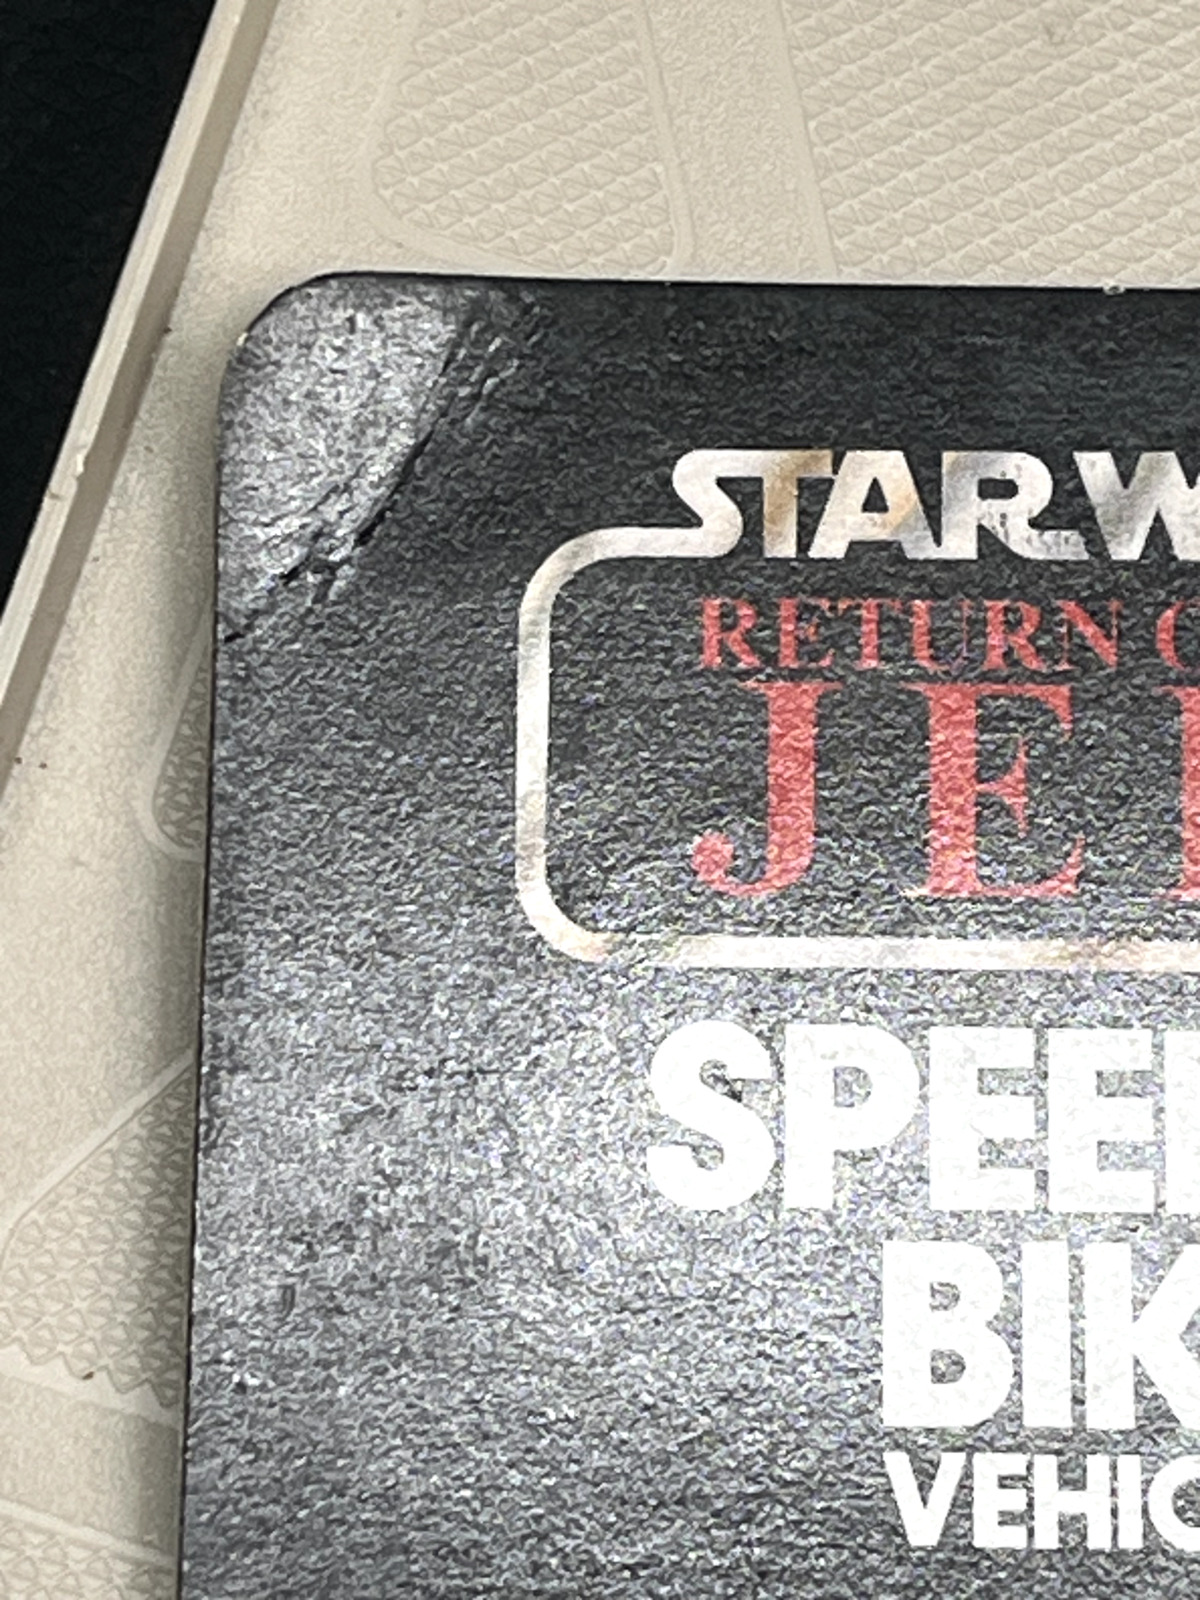 STAR W
RETURN O
JE
SPEE
BIK
VEHIC